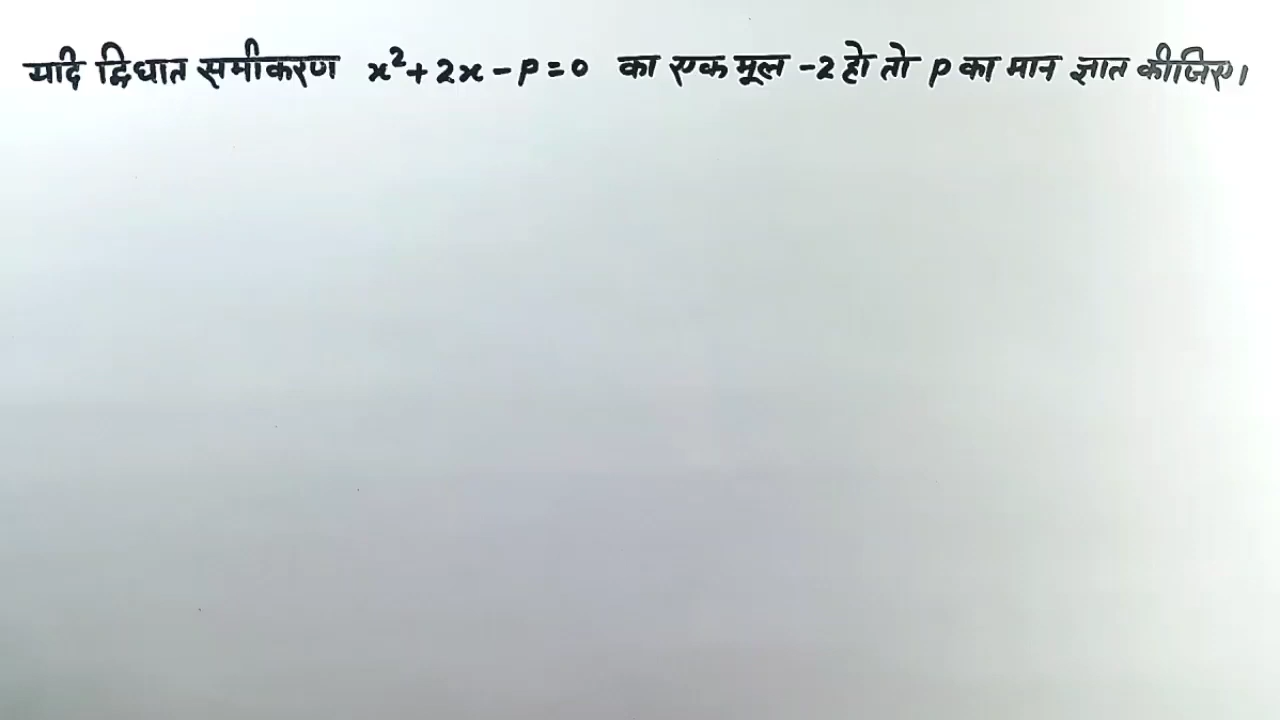 यदि द्विघात समीकरण x²+2x-p=0 का एक मूल -2 हो तो p का मान ज्ञात कीजिए।